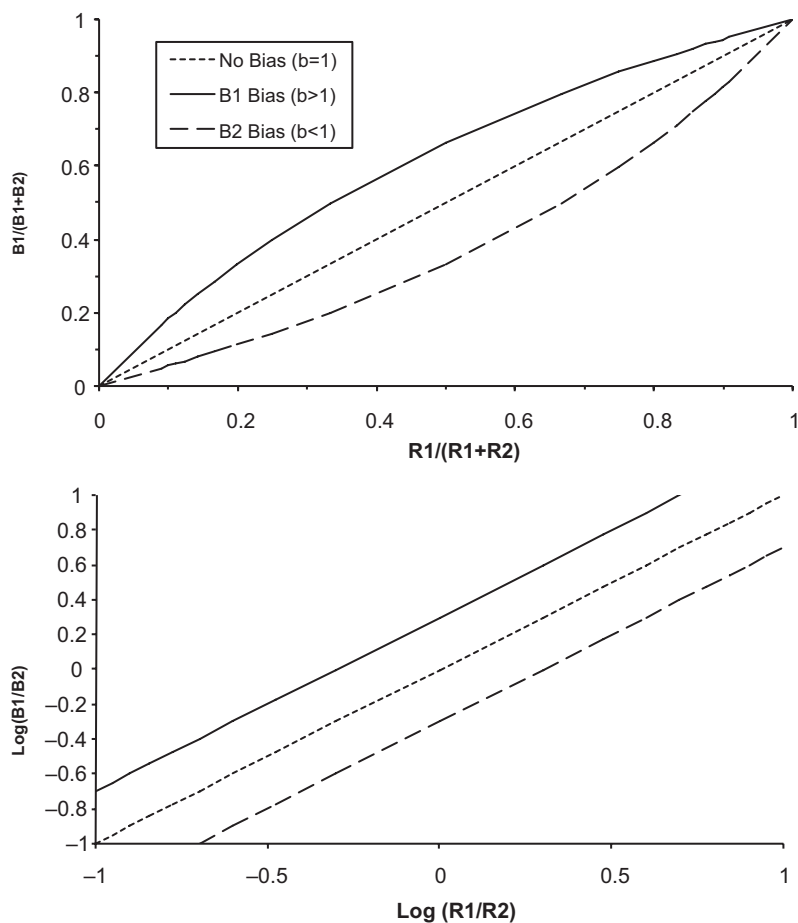 1
0.8
0.6
0.4
0.2
0
B1/(B1+B2)
No Bias (b=1)
B1 Bias (b>1)
B2 Bias (b<1)
0 0.2 0.4 0.6 0.8 1
R1/(R1+R2)
1
0.8
0.6
0.4
0.2
0
–0.2
–0.4
–0.6
–0.8
–1
Log(B1/B2)
–1 –0.5 0 0.5 1
Log (R1/R2)